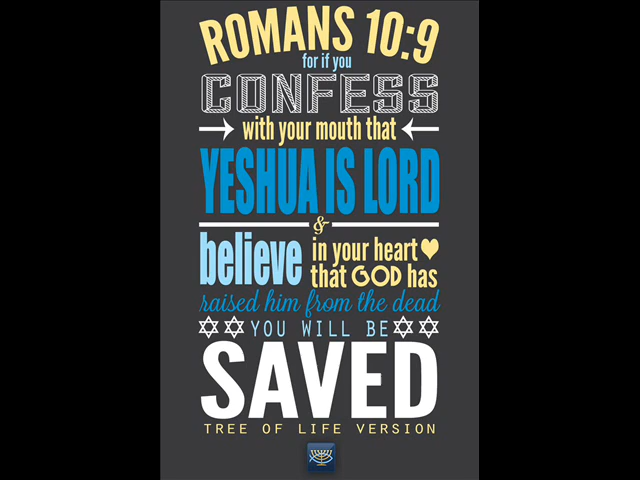 ROMANS 10:9
for if you
CONFESS
with your mouth that
YESHUA IS LORD
&
believe in your heart
that GOD has
raised him from the dead
YOU WILL BE
SAVED
TREE OF LIFE VERSION